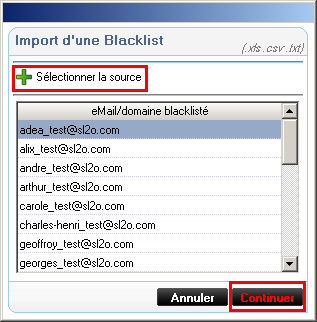 Import d'une Blacklist
(.xls .csv .txt)
Sélectionner la source
eMail/domaine blacklisté
adea_test@sl2o.com
alix_test@sl2o.com
andre_test@sl2o.com
arthur_test@sl2o.com
carole_test@sl2o.com
charles-henri_test@sl2o.com
geoffroy_test@sl2o.com
georges_test@sl2o.com
Annuler
Continuer